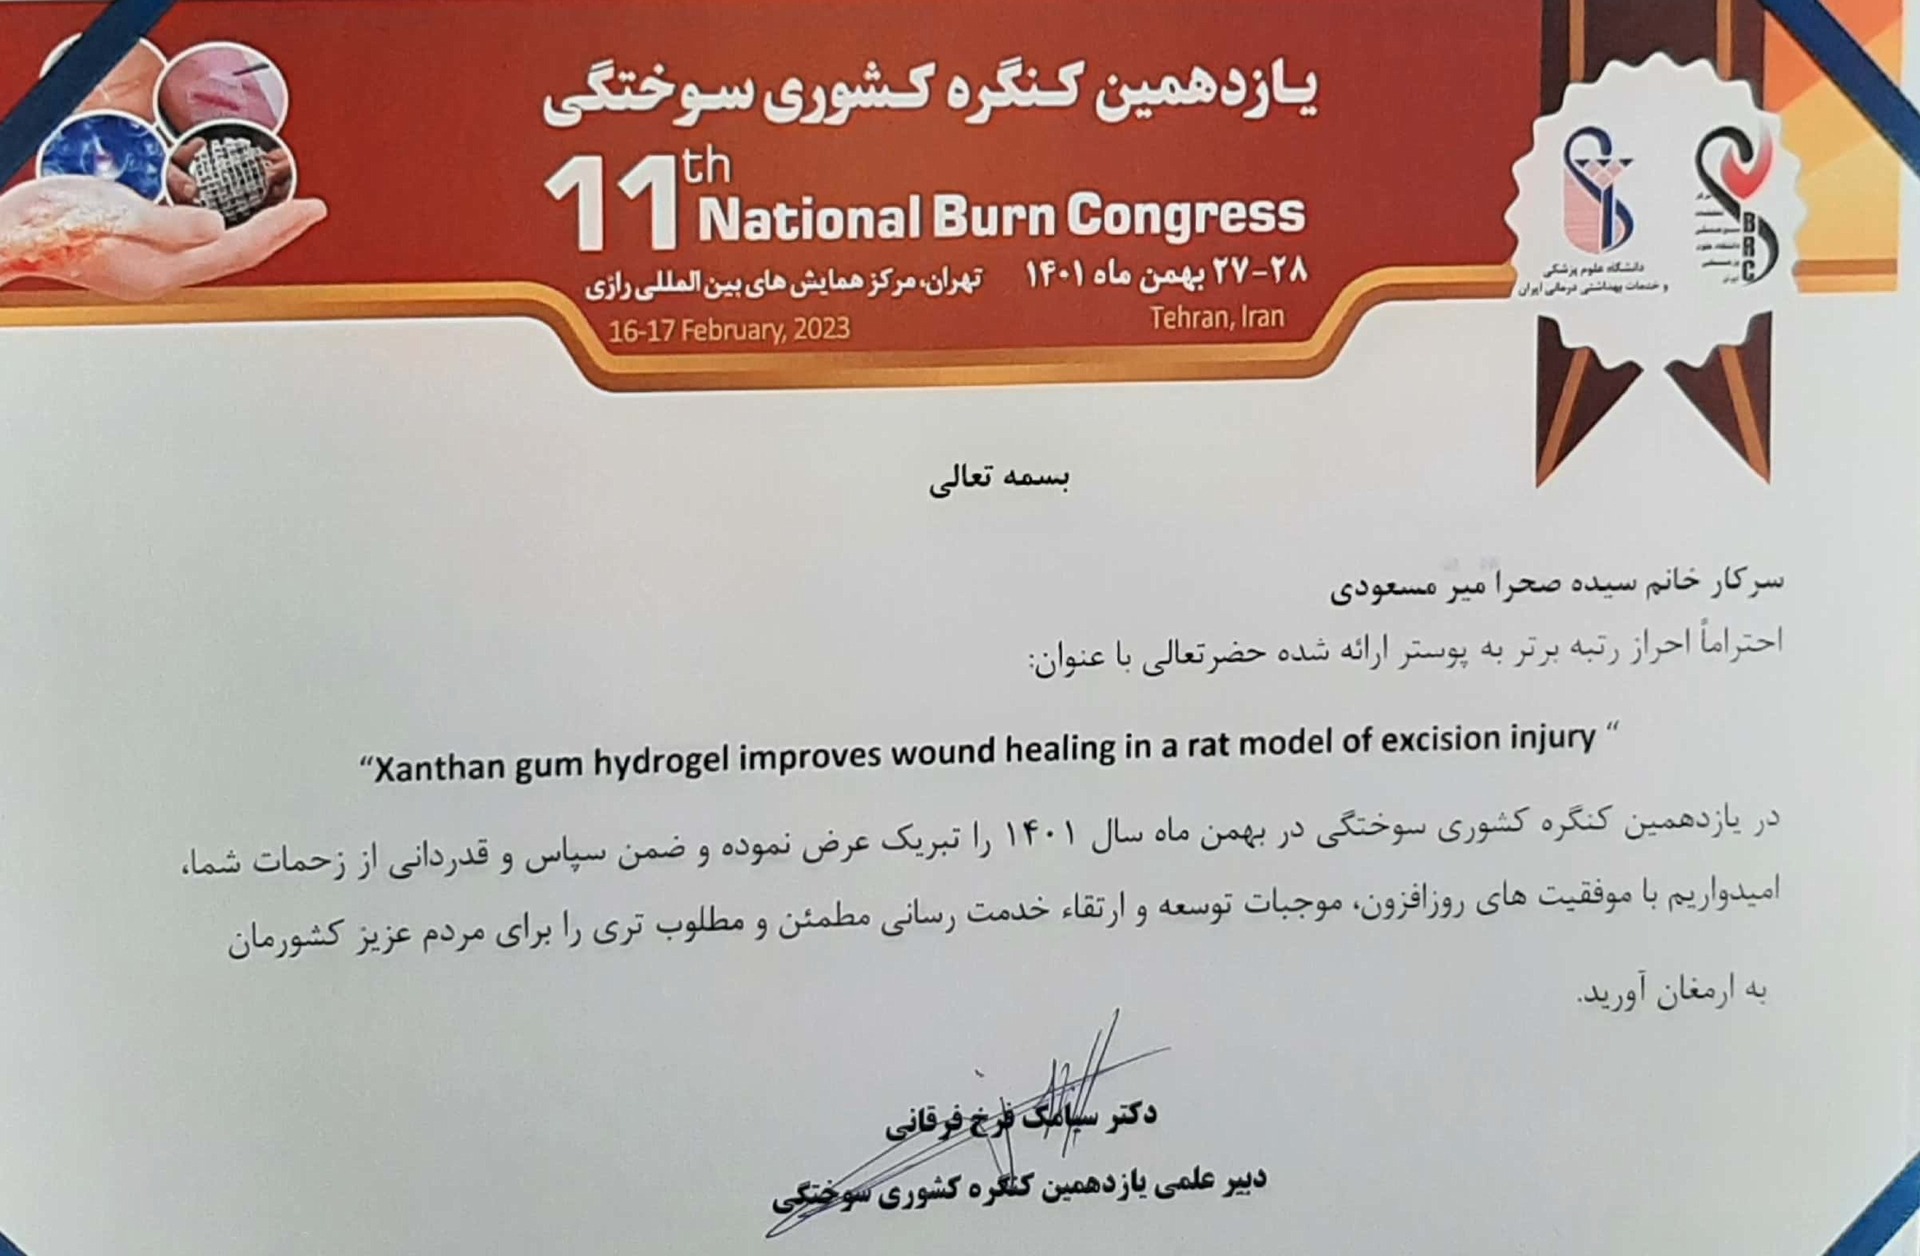 یازدهمین کنگره کشوری سوختگی
11th
National Burn Congress
۲۷-۲۸ بهمن ماه ۱۴۰۱ تهران، مرکز همایش های بین المللی رازی
16-17 February, 2023 Tehran, Iran
دانشگاه علوم پزشکی
و خدمات بهداشتی درمانی ایران
BRC
بسمه تعالی
سرکار خانم سیده صحرا میر مسعودی
احتراماً احراز رتبه برتر به پوستر ارائه شده حضرتعالی با عنوان:
“Xanthan gum hydrogel improves wound healing in a rat model of excision injury “
در یازدهمین کنگره کشوری سوختگی در بهمن ماه سال ۱۴۰۱ را تبریک عرض نموده و ضمن سپاس و قدردانی از زحمات شما،
امیدواریم با موفقیت های روزافزون، موجبات توسعه و ارتقاء خدمت رسانی مطمئن و مطلوب تری را برای مردم عزیز کشورمان
به ارمغان آورید.
دکتر سیامک فرخ فرقانی
دبیر علمی یازدهمین کنگره کشوری سوختگی